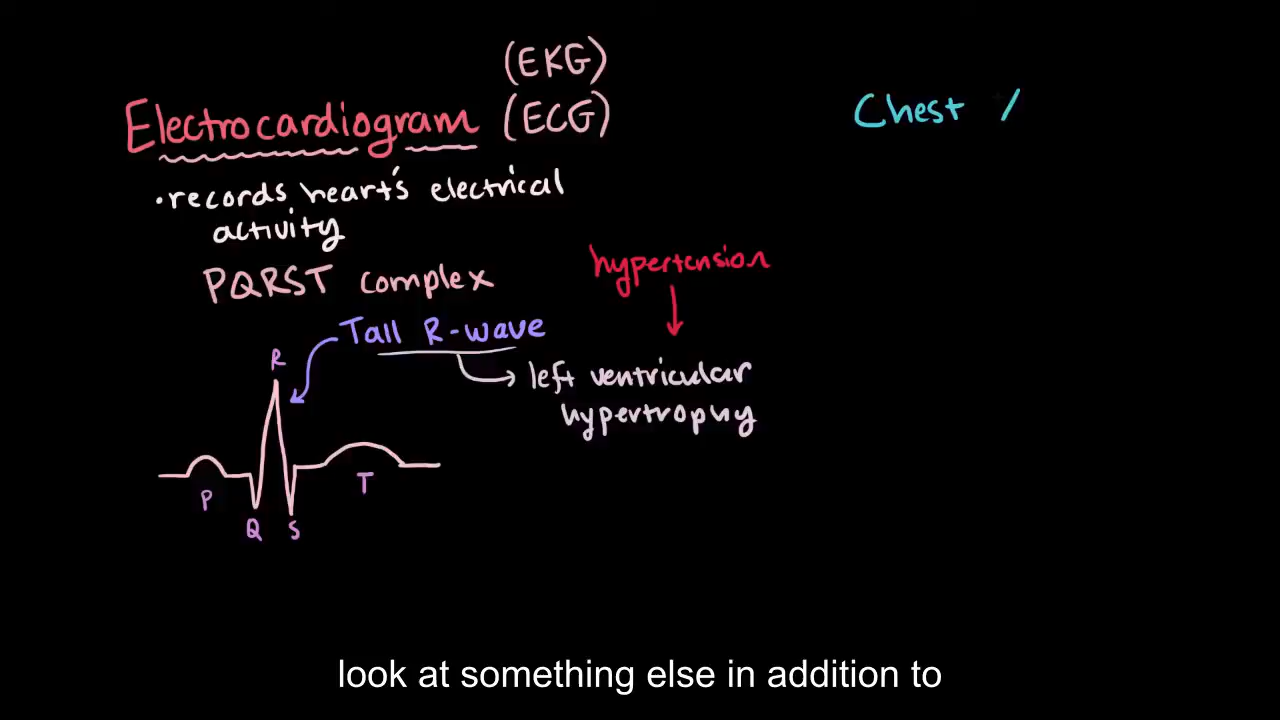 (EKG)
Electrocardiogram (ECG)
• records heart's electrical
activity
PQRST complex
Tall R-wave
R
P
Q
S
T
hypertension
left ventricular
hypertrophy
Chest /
look at something else in addition to